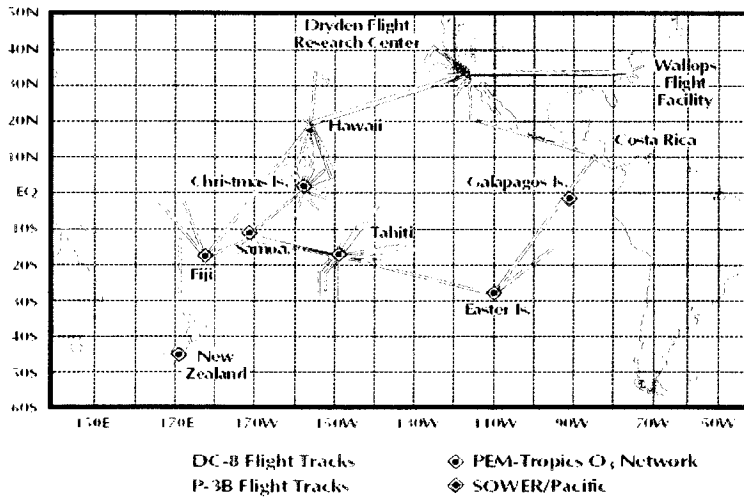 50N
Dryden Flight
Research Center
40N
Wallops
Flight
Facility
30N
20N
Hawaii
Costa Rica
10N
Christmas Is.
Galapagos Is.
EQ
10S
Samoa
Tahiti
20S
Fiji
30S
Easter Is.
40S
New
Zealand
50S
60S
150E 170E 170W 150W 130W 110W 90W 70W 50W
DC-8 Flight Tracks
PEM-Tropics O3 Network
P-3B Flight Tracks
SOWER/Pacific